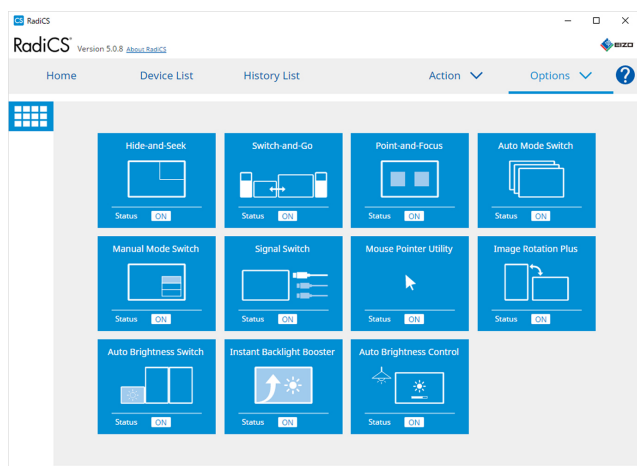 CS RadiCS
RadiCS Version 5.0.8 About RadiCS EIZO
Home Device List History List Action Options ?
Hide-and-Seek Switch-and-Go Point-and-Focus Auto Mode Switch
Status ON Status ON Status ON Status ON
Manual Mode Switch Signal Switch Mouse Pointer Utility Image Rotation Plus
Status ON Status ON Status ON Status ON
Auto Brightness Switch Instant Backlight Booster Auto Brightness Control
Status ON Status ON Status ON